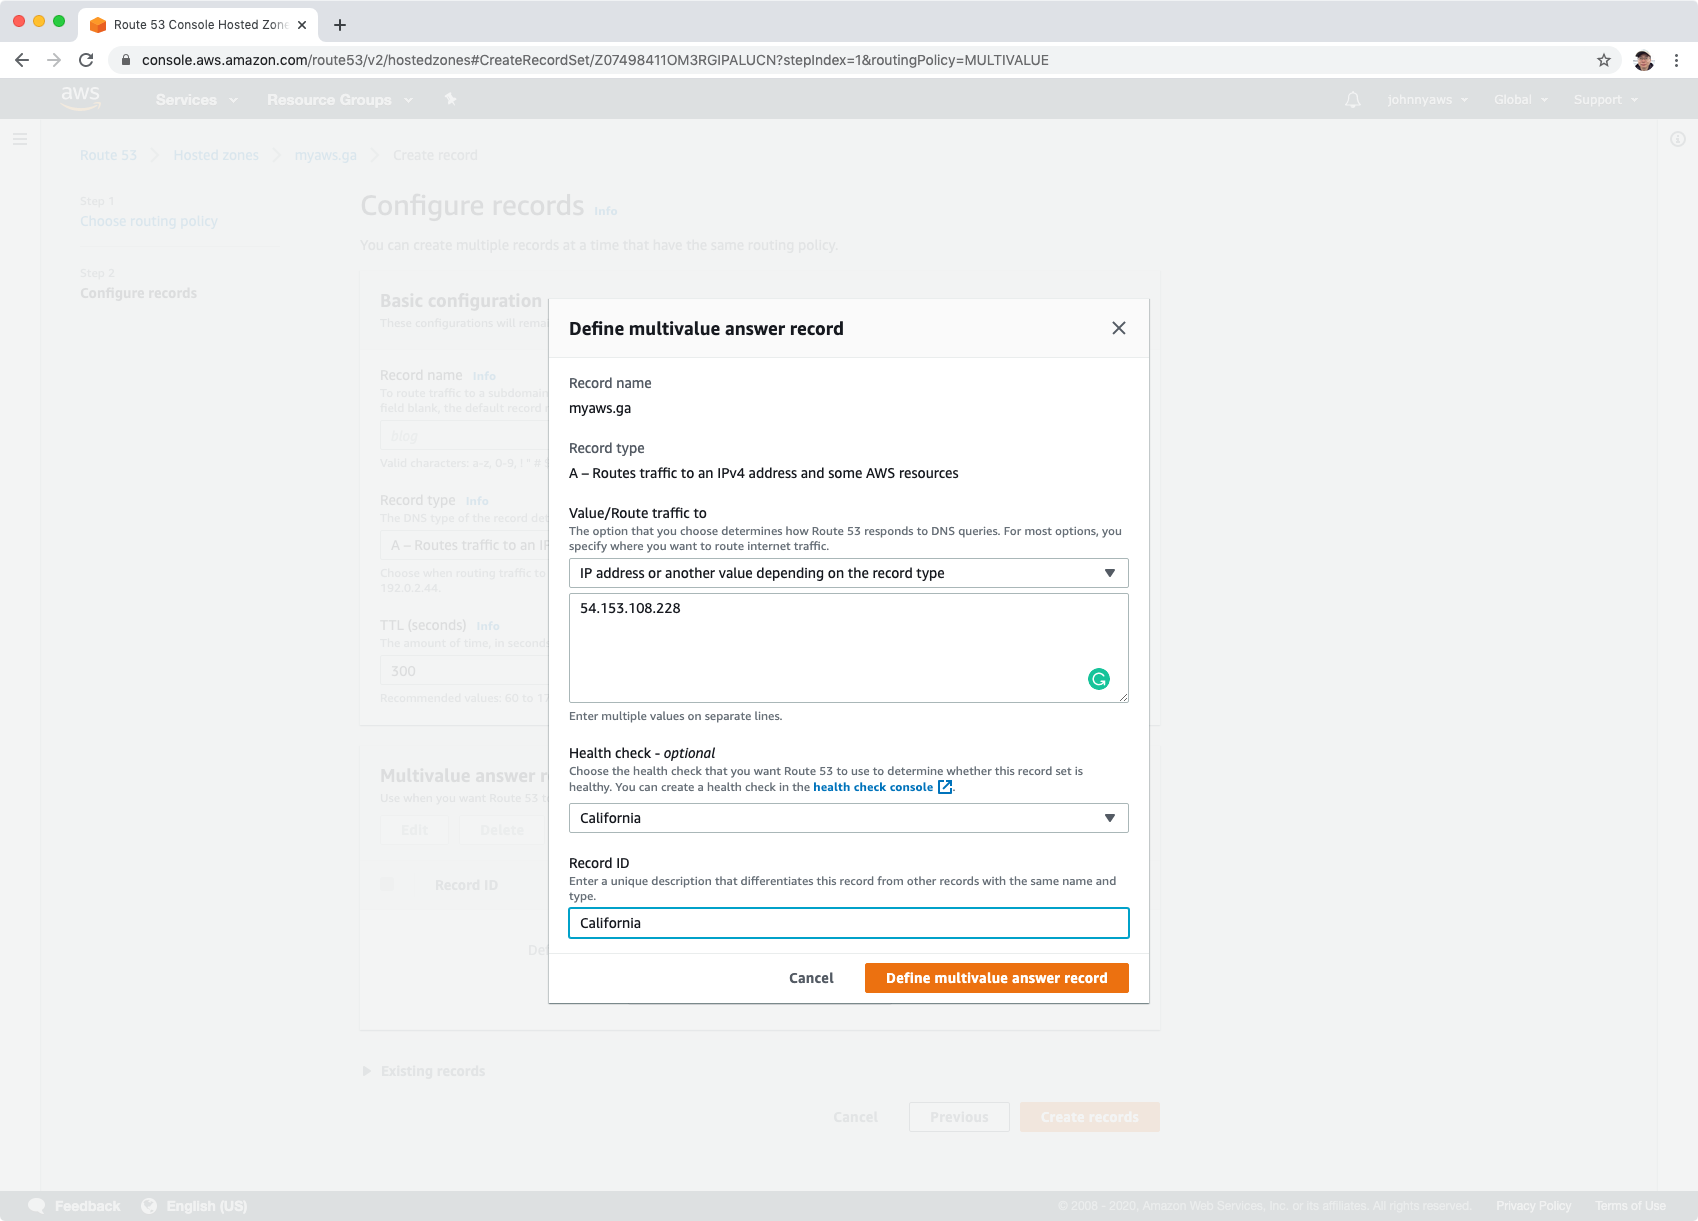 Route 53 Console Hosted Zone
console.aws.amazon.com/route53/v2/hostedzones#CreateRecordSet/Z07498411OM3RGIPALUCN?stepIndex=1&routingPolicy=MULTIVALUE
aws
Services
Resource Groups
johnnyaws
Global
Support
Route 53
Hosted zones
myaws.ga
Create record
Step 1
Choose routing policy
Step 2
Configure records
Configure records Info
You can create multiple records at a time that have the same routing policy.
Basic configuration
These configurations will
Record name Info
To route traffic to a subdomain
field blank, the default record
blog
Valid characters: a-z, 0-9, ! " #
Record type Info
The DNS type of the record
A – Routes traffic to an
Choose when routing traffic to
192.0.2.44.
TTL (seconds) Info
The amount of time, in seconds
300
Recommended values: 60 to
Multivalue answer
Use when you want Route 53
Edit
Delete
Record ID
Define multivalue answer record
Record name
myaws.ga
Record type
A – Routes traffic to an IPv4 address and some AWS resources
Value/Route traffic to
The option that you choose determines how Route 53 responds to DNS queries. For most options, you
specify where you want to route internet traffic.
IP address or another value depending on the record type
54.153.108.228
Enter multiple values on separate lines.
Health check - optional
Choose the health check that you want Route 53 to use to determine whether this record set is
healthy. You can create a health check in the health check console.
California
Record ID
Enter a unique description that differentiates this record from other records with the same name and
type.
California
Cancel
Define multivalue answer record
Existing records
Cancel
Previous
Create records
Feedback
English (US)
© 2008 - 2020, Amazon Web Services, Inc. or its affiliates. All rights reserved.
Privacy Policy
Terms of Use